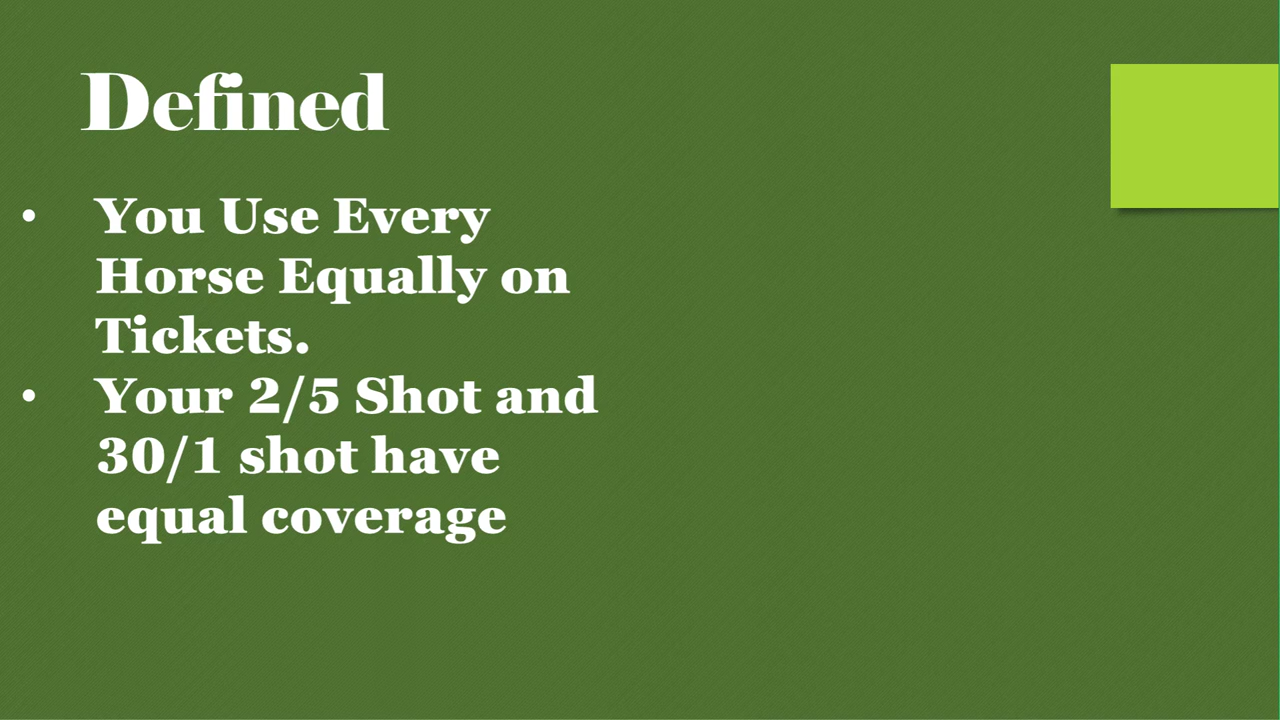 Defined
• You Use Every
Horse Equally on
Tickets.
• Your 2/5 Shot and
30/1 shot have
equal coverage